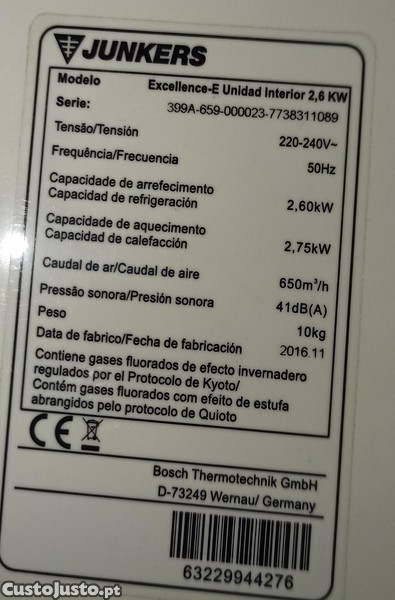 JUNKERS
Modelo Excellence-E Unidad Interior 2,6 KW
Serie: 399A-659-000023-7738311089
Tensão/Tensión 220-240V~
Frequência/Frecuencia 50Hz
Capacidade de arrefecimento
Capacidad de refrigeración 2,60kW
Capacidade de aquecimento
Capacidad de calefacción 2,75kW
Caudal de ar/Caudal de aire 650m³/h
Pressão sonora/Presión sonora 41dB(A)
Peso 10kg
Data de fabrico/Fecha de fabricación 2016.11
Contiene gases fluorados de efecto invernadero
regulados por el Protocolo de Kyoto/
Contém gases fluorados com efeito de estufa
abrangidos pelo protocolo de Quioto
CE
Bosch Thermotechnik GmbH
D-73249 Wernau/ Germany
63229944276
CustoJusto.pt